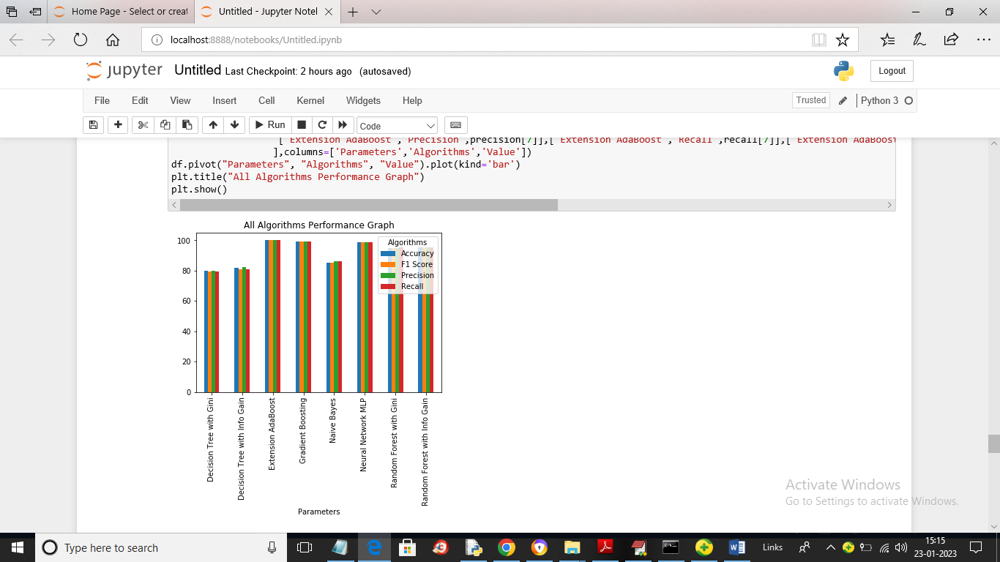 Home Page - Select or creat
Untitled - Jupyter Notel
localhost:8888/notebooks/Untitled.ipynb
jupyter Untitled Last Checkpoint: 2 hours ago (autosaved)
Logout
File Edit View Insert Cell Kernel Widgets Help
Trusted
Python 3
Run
Code
["Extension AdaBoost","Precision",precision[7]],["Extension AdaBoost","Recall",recall[7]],["Extension AdaBoost
],columns=['Parameters','Algorithms','Value'])
df.pivot("Parameters", "Algorithms", "Value").plot(kind='bar')
plt.title("All Algorithms Performance Graph")
plt.show()
All Algorithms Performance Graph
100
80
60
40
20
0
Algorithms
Accuracy
F1 Score
Precision
Recall
Decision Tree with Gini
Decision Tree with Info Gain
Extension AdaBoost
Gradient Boosting
Naive Bayes
Neural Network MLP
Random Forest with Gini
Random Forest with Info Gain
Parameters
Activate Windows
Go to Settings to activate Windows.
Type here to search
Links
15:15
23-01-2023